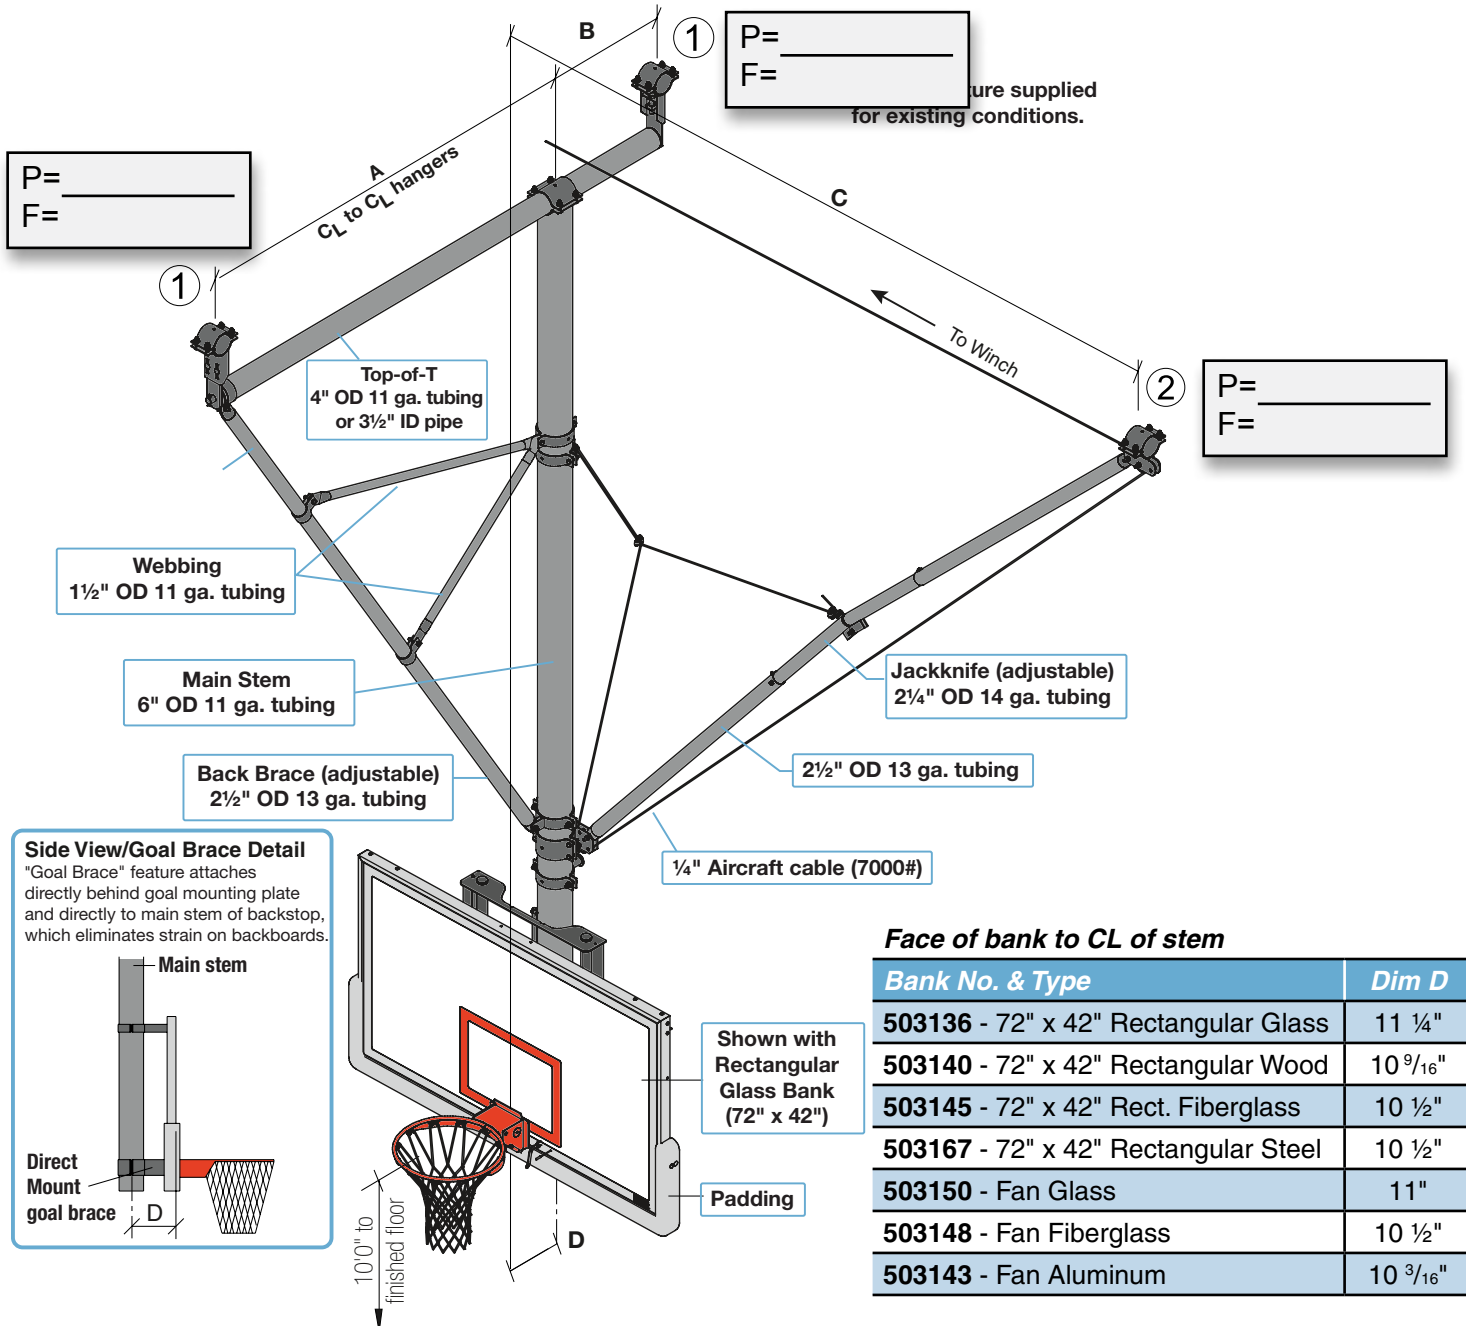 B
1
P=
F=
ture supplied
for existing conditions.
P=
F=
A
CL to CL hangers
C
1
To Winch
2
P=
F=
Top-of-T
4" OD 11 ga. tubing
or 3½" ID pipe
Webbing
1½" OD 11 ga. tubing
Main Stem
6" OD 11 ga. tubing
Jackknife (adjustable)
2¼" OD 14 ga. tubing
Back Brace (adjustable)
2½" OD 13 ga. tubing
2½" OD 13 ga. tubing
¼" Aircraft cable (7000#)
Side View/Goal Brace Detail
"Goal Brace" feature attaches
directly behind goal mounting plate
and directly to main stem of backstop,
which eliminates strain on backboards.
Main stem
Direct
Mount
goal brace
D
Shown with
Rectangular
Glass Bank
(72" x 42")
Padding
D
10'0" to
finished floor
Face of bank to CL of stem
Bank No. & Type Dim D
503136 - 72" x 42" Rectangular Glass 11 ¼"
503140 - 72" x 42" Rectangular Wood 10 9/16"
503145 - 72" x 42" Rect. Fiberglass 10 ½"
503167 - 72" x 42" Rectangular Steel 10 ½"
503150 - Fan Glass 11"
503148 - Fan Fiberglass 10 ½"
503143 - Fan Aluminum 10 3/16"